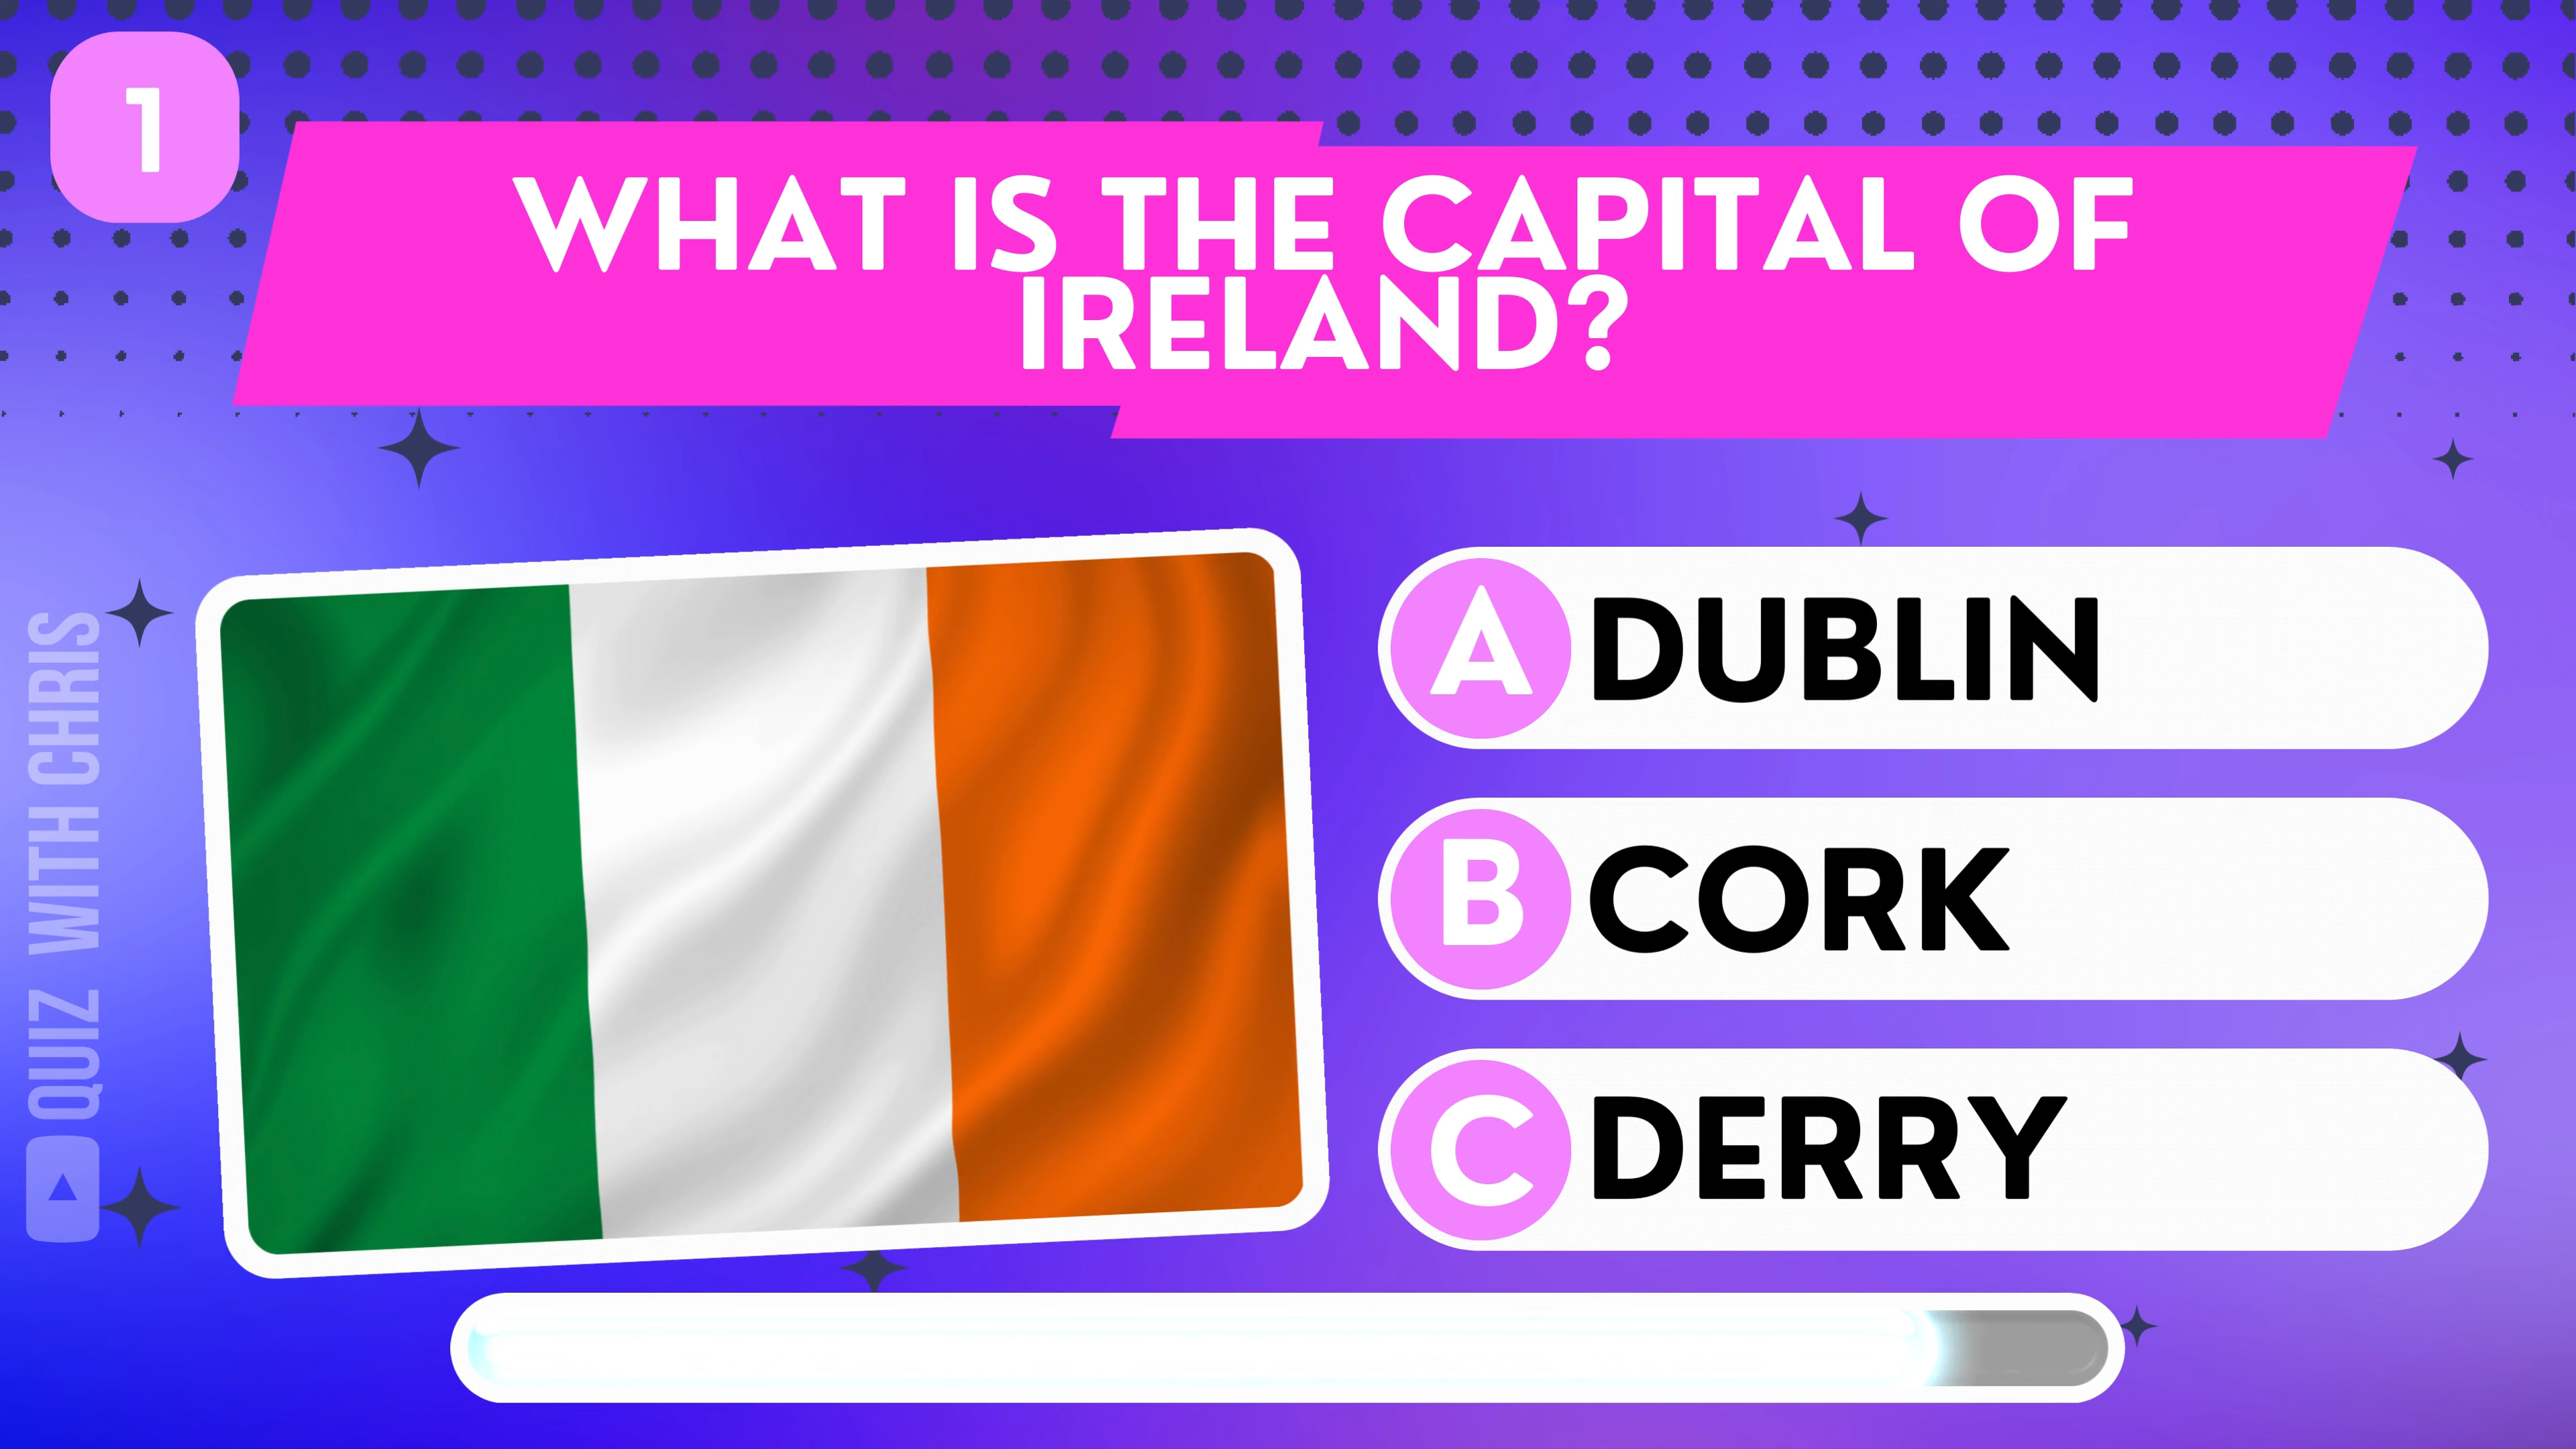 1
WHAT IS THE CAPITAL OF
IRELAND?
A DUBLIN
B CORK
C DERRY
QUIZ WITH CHRIS